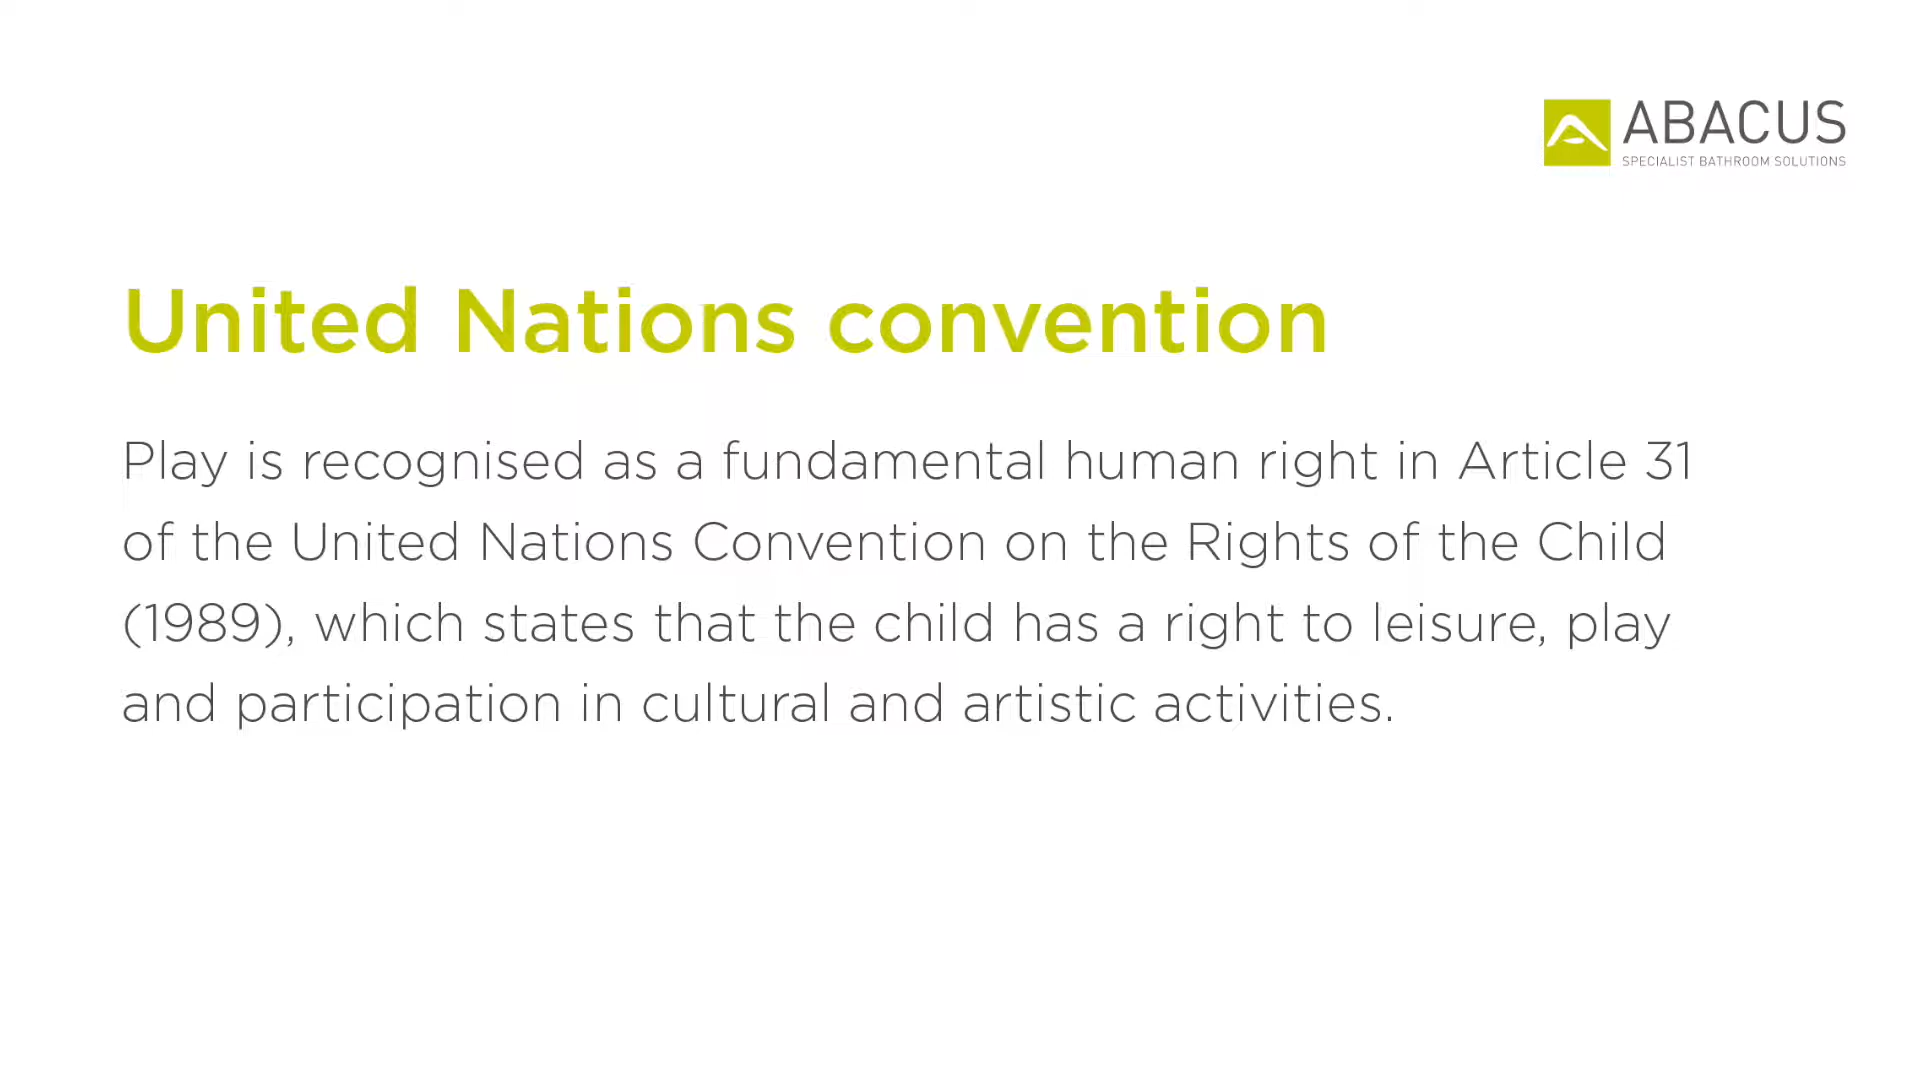 ABACUS
SPECIALIST BATHROOM SOLUTIONS
United Nations convention
Play is recognised as a fundamental human right in Article 31
of the United Nations Convention on the Rights of the Child
(1989), which states that the child has a right to leisure, play
and participation in cultural and artistic activities.